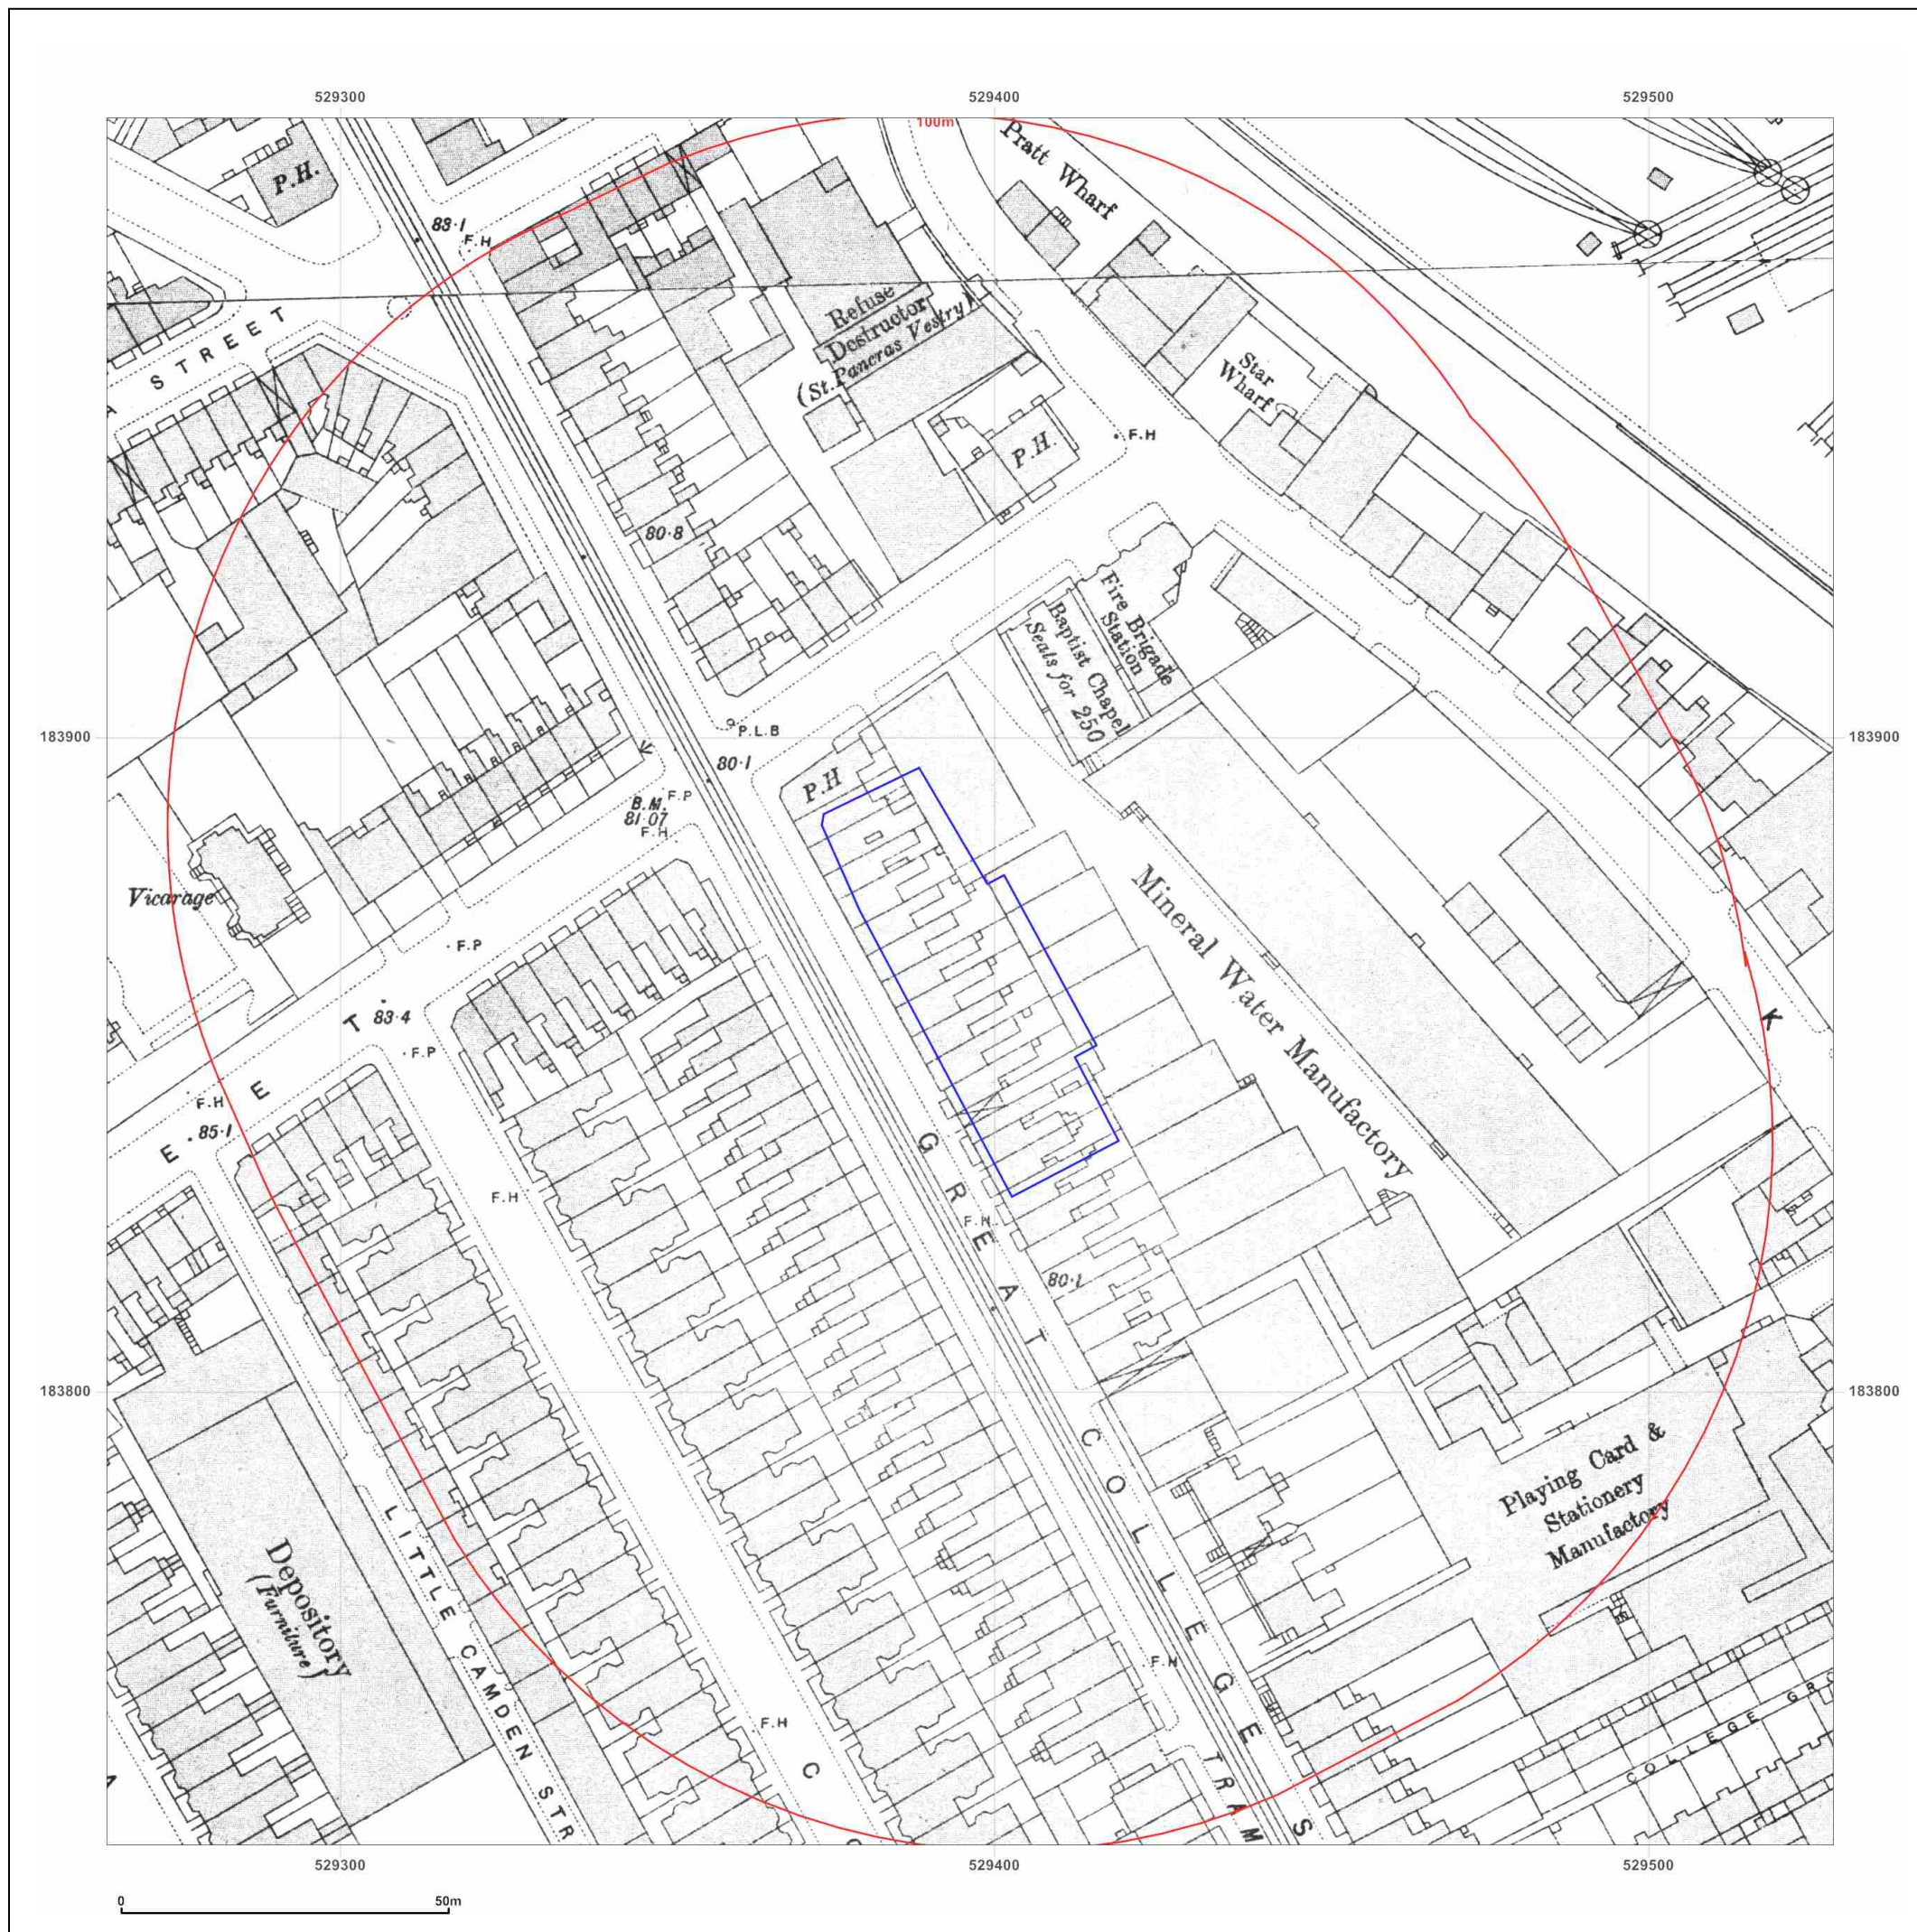 529300
529400
529500
100m
Pratt Wharf
P.H.
83·1
F.H
A STREET
Refuse
Destructor
(St. Pancras Vestry)
Star
Wharf
P.H.
F.H
80·8
Fire Brigade
Station
Baptist Chapel
Seats for 250
183900
183900
P.L.B
80·1
P.H
F.P
B.M.
81·07
F.H
Vicarage
F.P
Mineral Water Manufactory
83·4
T
K
F.P
E
F.H
85·1
E
F.H
F.H
80·1
GREAT COLLEGE S
183800
183800
Playing Card &
Stationery
Manufactory
Depository
(Furniture)
LITTLE CAMDEN STR
F.H
F.H
C
COLLEGE GR
TRAM
529300
529400
529500
0
50m